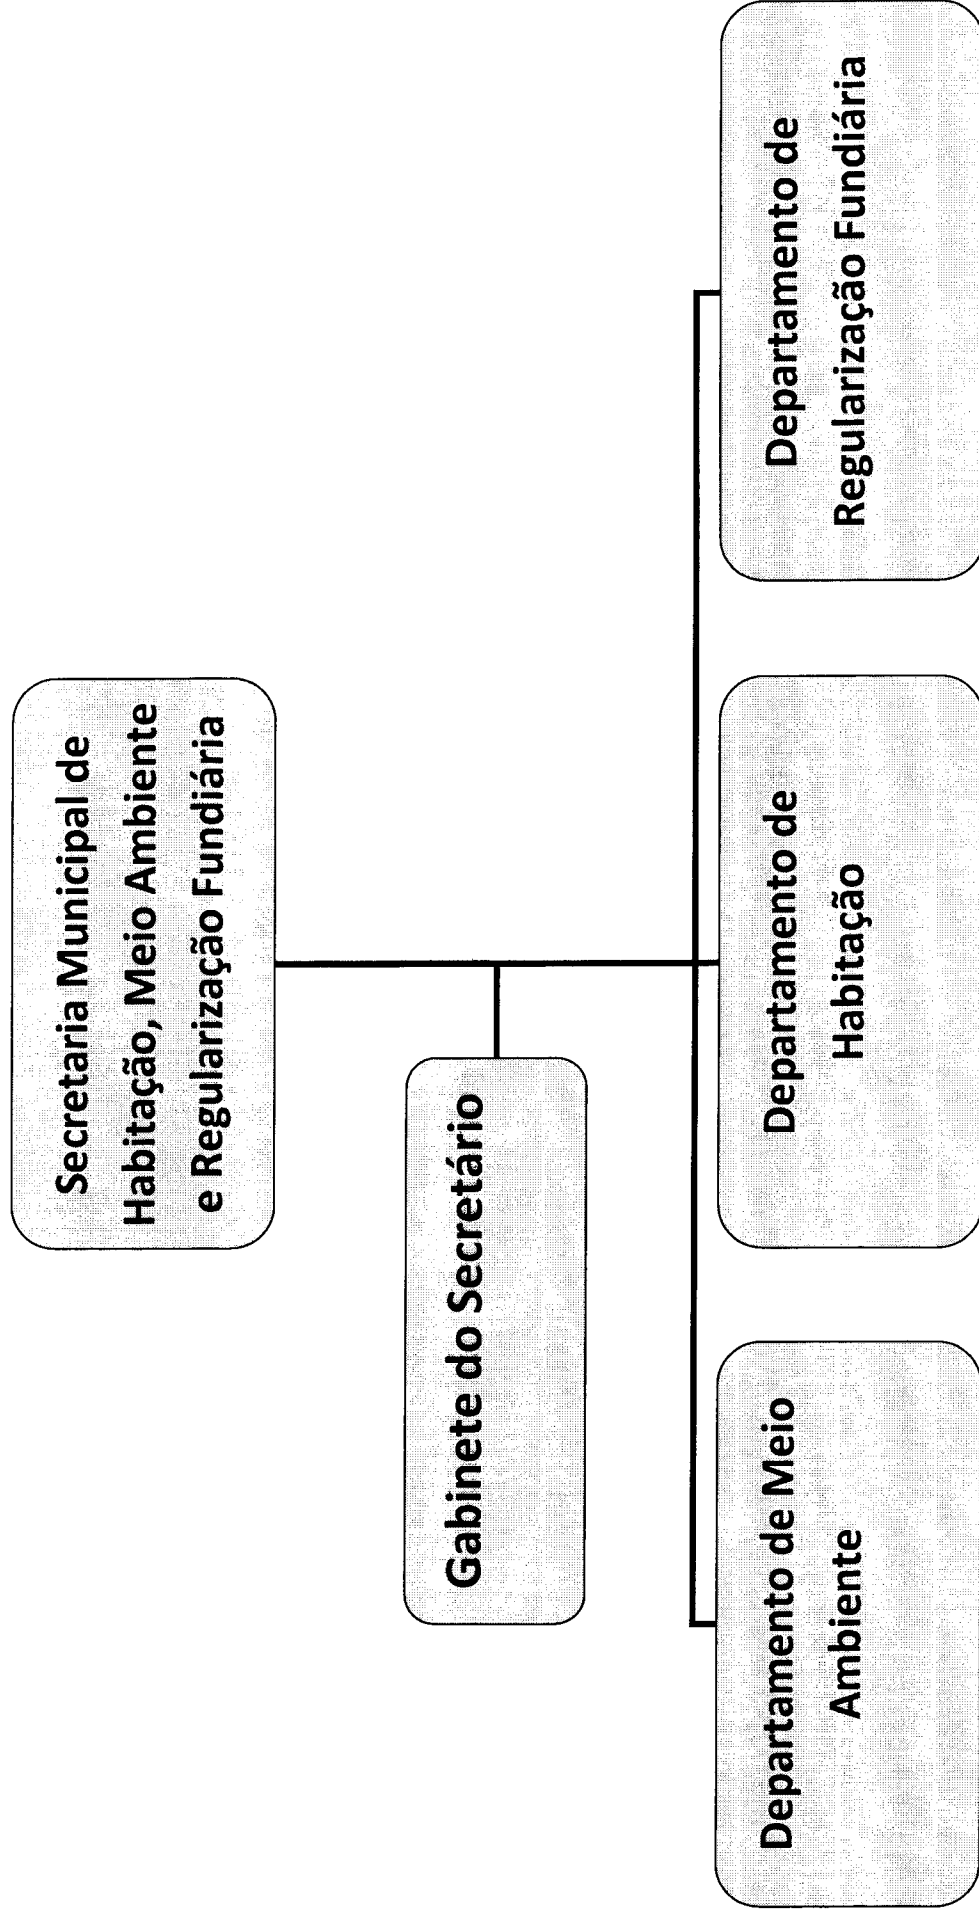 Secretaria Municipal de
Habitação, Meio Ambiente
e Regularização Fundiária
Gabinete do Secretário
Departamento de Meio
Ambiente
Departamento de
Habitação
Departamento de
Regularização Fundiária